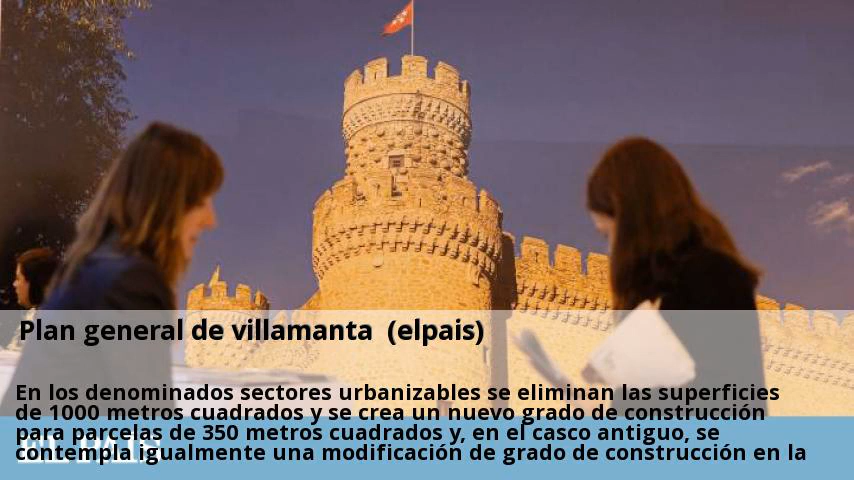 Plan general de villamanta (elpais)
En los denominados sectores urbanizables se eliminan las superficies
de 1000 metros cuadrados y se crea un nuevo grado de construcción
para parcelas de 350 metros cuadrados y, en el casco antiguo, se
EL PAÍS
contempla igualmente una modificación de grado de construcción en la